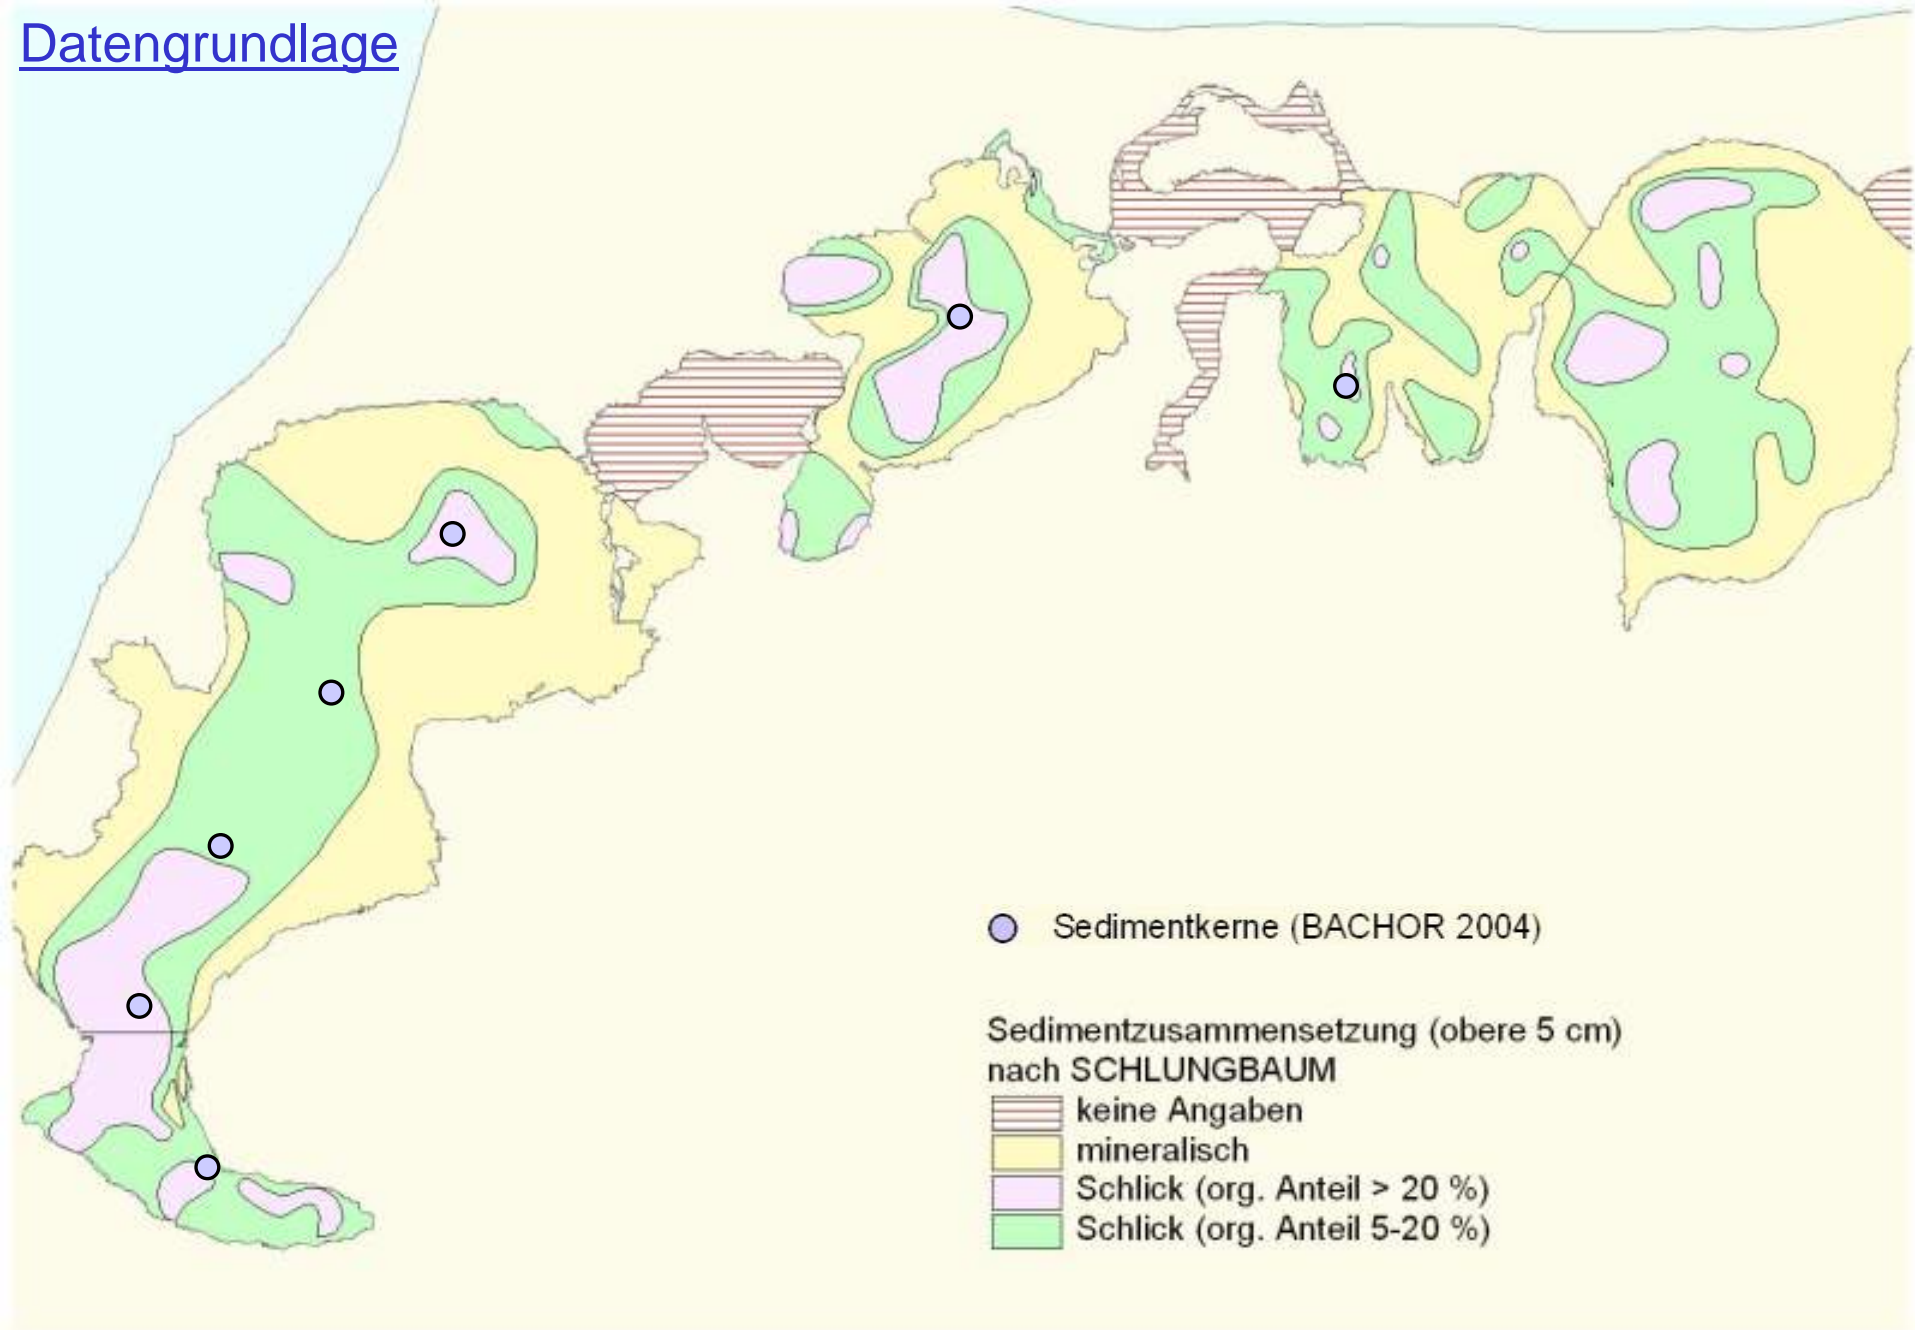 Datengrundlage
Sedimentkerne (BACHOR 2004)
Sedimentzusammensetzung (obere 5 cm)
nach SCHLUNGBAUM
keine Angaben
mineralisch
Schlick (org. Anteil > 20 %)
Schlick (org. Anteil 5-20 %)